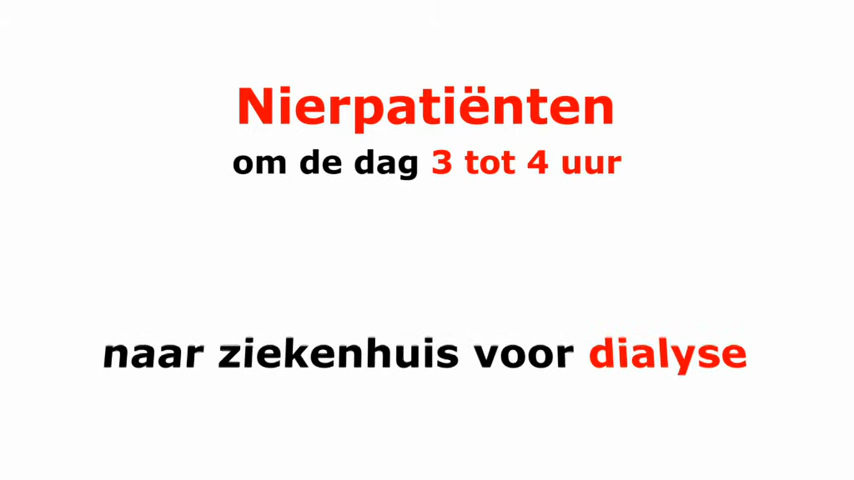 Nierpatiënten
om de dag 3 tot 4 uur
naar ziekenhuis voor dialyse